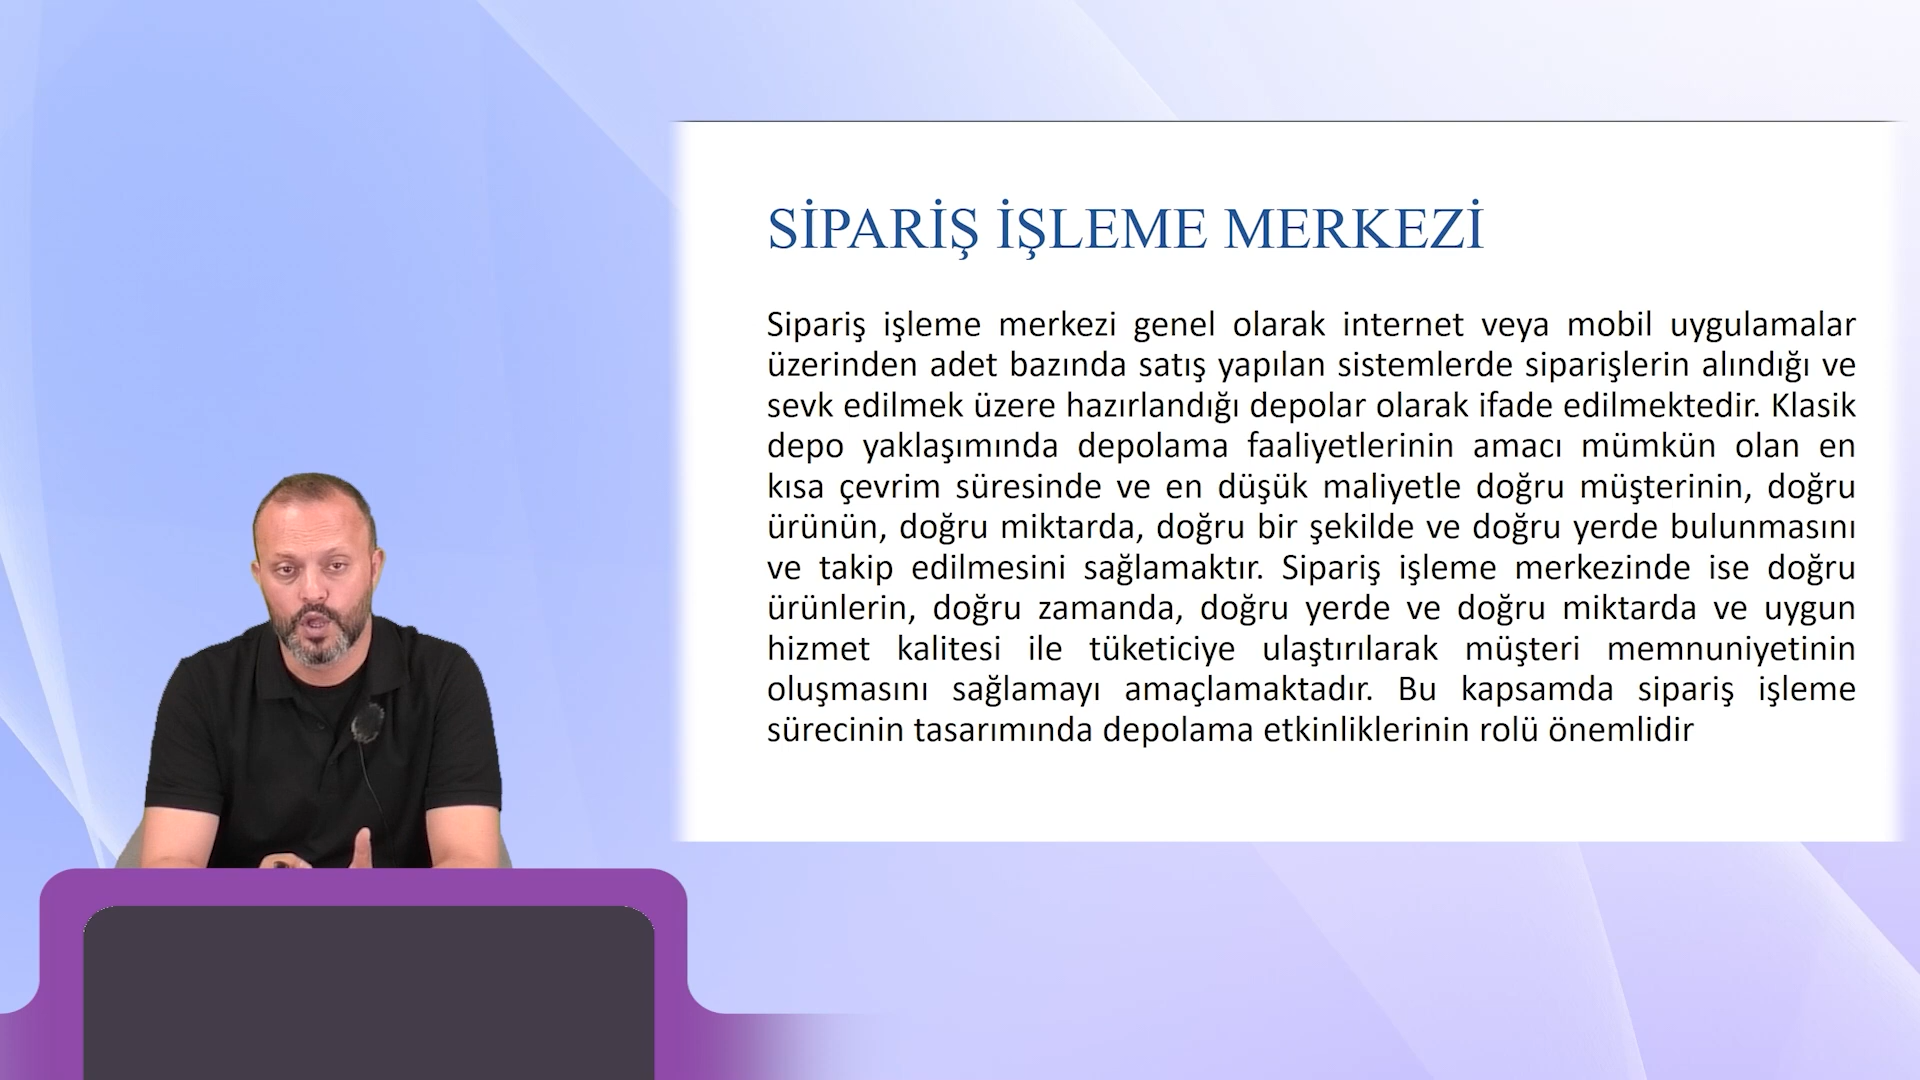 SİPARİŞ İŞLEME MERKEZİ
Sipariş işleme merkezi genel olarak internet veya mobil uygulamalar
üzerinden adet bazında satış yapılan sistemlerde siparişlerin alındığı ve
sevk edilmek üzere hazırlandığı depolar olarak ifade edilmektedir. Klasik
depo yaklaşımında depolama faaliyetlerinin amacı mümkün olan en
kısa çevrim süresinde ve en düşük maliyetle doğru müşterinin, doğru
ürünün, doğru miktarda, doğru bir şekilde ve doğru yerde bulunmasını
ve takip edilmesini sağlamaktır. Sipariş işleme merkezinde ise doğru
ürünlerin, doğru zamanda, doğru yerde ve doğru miktarda ve uygun
hizmet kalitesi ile tüketiciye ulaştırılarak müşteri memnuniyetinin
oluşmasını sağlamayı amaçlamaktadır. Bu kapsamda sipariş işleme
sürecinin tasarımında depolama etkinliklerinin rolü önemlidir